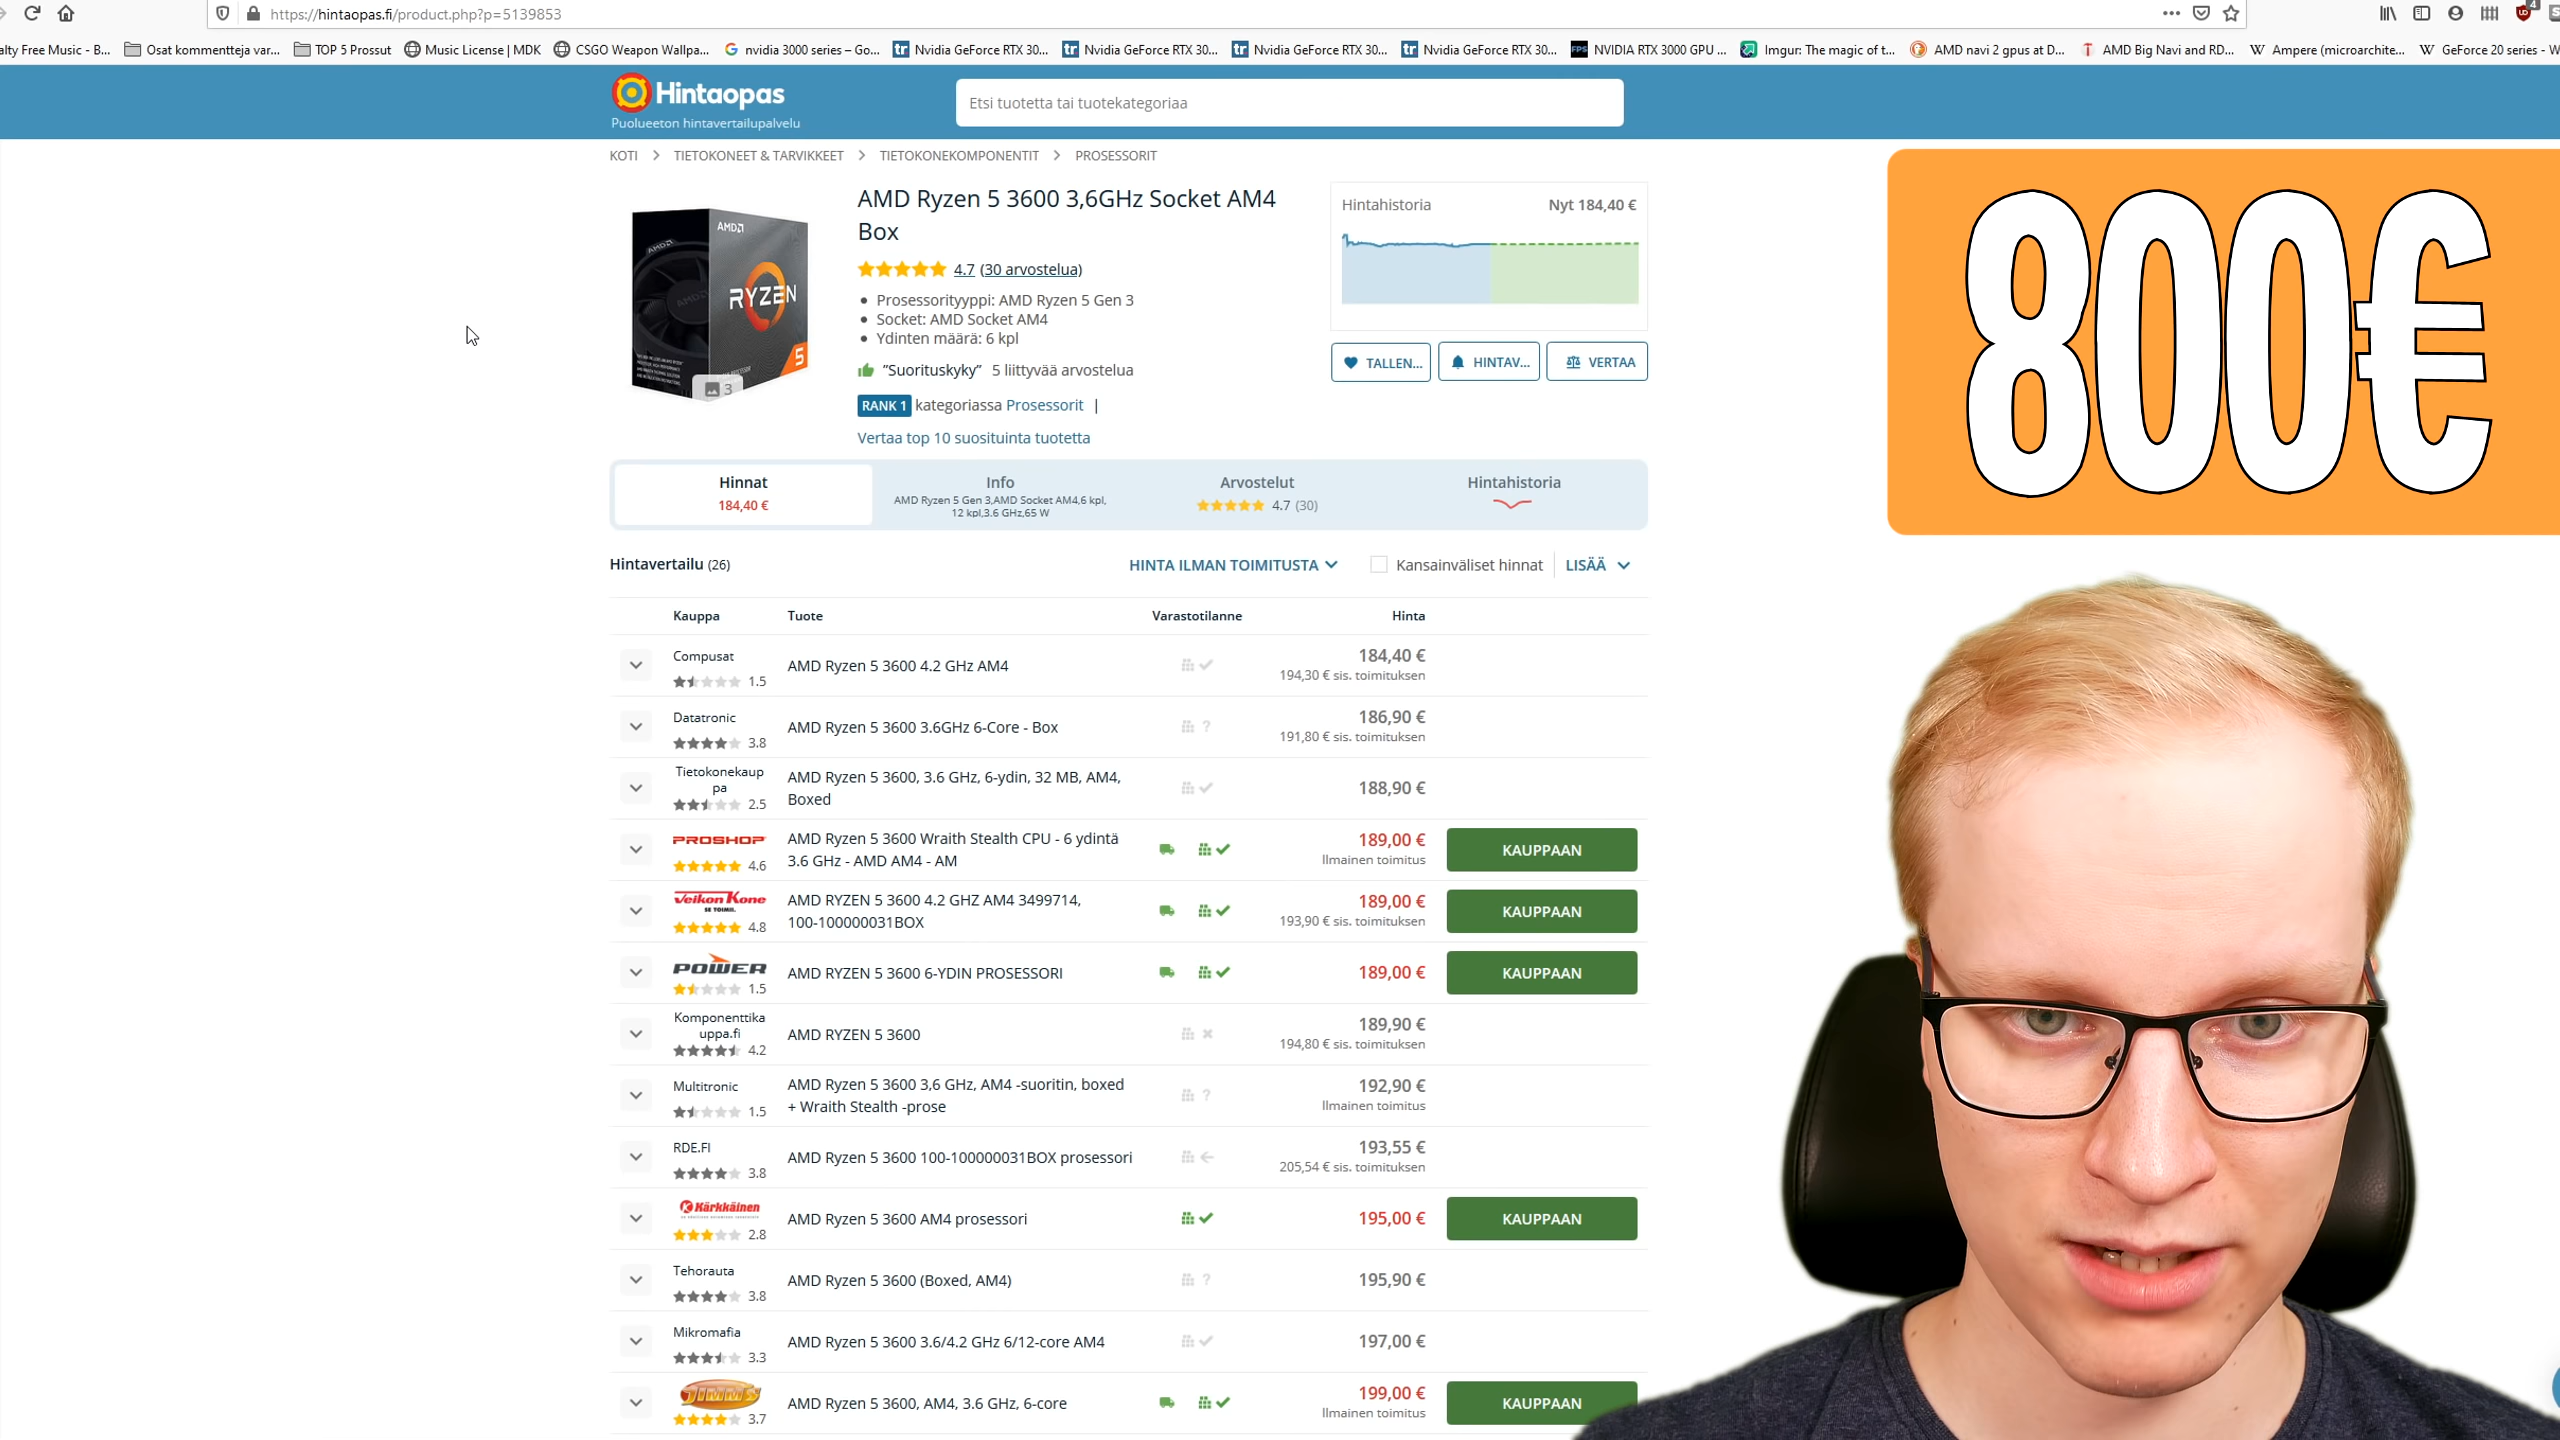 https://hintaopas.fi/product.php?p=5139853
alty Free Music - B... Osat kommentteja var... TOP 5 Prossut Music License | MDK CSGO Weapon Wallpa... nvidia 3000 series – Go... Nvidia GeForce RTX 30... Nvidia GeForce RTX 30... Nvidia GeForce RTX 30... Nvidia GeForce RTX 30... NVIDIA RTX 3000 GPU ... Imgur: The magic of t... AMD navi 2 gpus at D... AMD Big Navi and RD... Ampere (microarchite... GeForce 20 series - W
Hintaopas
Puolueeton hintavertailupalvelu
Etsi tuotetta tai tuotekategoriaa
KOTI > TIETOKONEET & TARVIKKEET > TIETOKONEKOMPONENTIT > PROSESSORIT
AMD
RYZEN
5
3
AMD Ryzen 5 3600 3,6GHz Socket AM4
Box
4.7 (30 arvostelua)
Prosessorityyppi: AMD Ryzen 5 Gen 3
Socket: AMD Socket AM4
Ydinten määrä: 6 kpl
"Suorituskyky" 5 liittyvää arvostelua
RANK 1 kategoriassa Prosessorit |
Vertaa top 10 suosituinta tuotetta
Hintahistoria Nyt 184,40 €
TALLEN... HINTAV... VERTAA
800€
Hinnat
184,40 €
Info
AMD Ryzen 5 Gen 3,AMD Socket AM4,6 kpl,
12 kpl,3.6 GHz,65 W
Arvostelut
4.7 (30)
Hintahistoria
Hintavertailu (26) HINTA ILMAN TOIMITUSTA Kansainväliset hinnat LISÄÄ
Kauppa Tuote Varastotilanne Hinta
Compusat
1.5
AMD Ryzen 5 3600 4.2 GHz AM4
184,40 €
194,30 € sis. toimituksen
Datatronic
3.8
AMD Ryzen 5 3600 3.6GHz 6-Core - Box
?
186,90 €
191,80 € sis. toimituksen
Tietokonekaup
pa
2.5
AMD Ryzen 5 3600, 3.6 GHz, 6-ydin, 32 MB, AM4,
Boxed
188,90 €
PROSHOP
4.6
AMD Ryzen 5 3600 Wraith Stealth CPU - 6 ydintä
3.6 GHz - AMD AM4 - AM
189,00 €
Ilmainen toimitus
KAUPPAAN
Veikon Kone
SE TOIMII.
4.8
AMD RYZEN 5 3600 4.2 GHZ AM4 3499714,
100-100000031BOX
189,00 €
193,90 € sis. toimituksen
KAUPPAAN
POWER
1.5
AMD RYZEN 5 3600 6-YDIN PROSESSORI
189,00 €
KAUPPAAN
Komponenttika
uppa.fi
4.2
AMD RYZEN 5 3600
189,90 €
194,80 € sis. toimituksen
Multitronic
1.5
AMD Ryzen 5 3600 3,6 GHz, AM4 -suoritin, boxed
+ Wraith Stealth -prose
?
192,90 €
Ilmainen toimitus
RDE.FI
3.8
AMD Ryzen 5 3600 100-100000031BOX prosessori
193,55 €
205,54 € sis. toimituksen
Kärkkäinen
2.8
AMD Ryzen 5 3600 AM4 prosessori
195,00 €
KAUPPAAN
Tehorauta
3.8
AMD Ryzen 5 3600 (Boxed, AM4)
?
195,90 €
Mikromafia
3.3
AMD Ryzen 5 3600 3.6/4.2 GHz 6/12-core AM4
197,00 €
JIMM'S
3.7
AMD Ryzen 5 3600, AM4, 3.6 GHz, 6-core
199,00 €
Ilmainen toimitus
KAUPPAAN